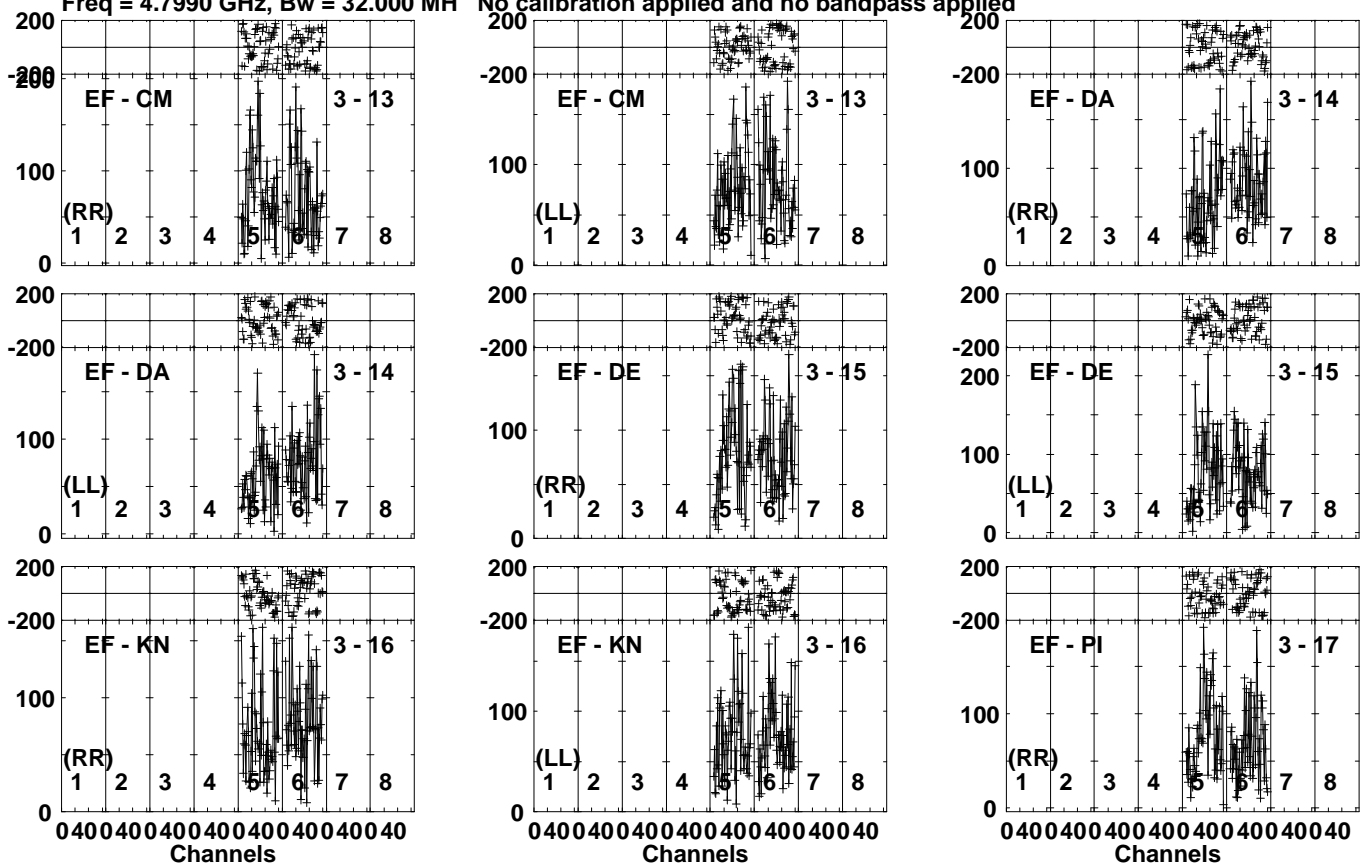 Freq = 4.7990 GHz, Bw = 32.000 MH No calibration applied and no bandpass applied
200
-200
200
100
0
EF - CM 3 - 13
(RR)
1 2 3 4 5 6 7 8
-200
100
0
EF - CM 3 - 13
(LL)
1 2 3 4 5 6 7 8
200
-200
100
0
EF - DA 3 - 14
(RR)
1 2 3 4 5 6 7 8
200
-200
100
0
EF - DA 3 - 14
(LL)
1 2 3 4 5 6 7 8
200
-200
100
0
EF - DE 3 - 15
(RR)
1 2 3 4 5 6 7 8
200
-200
200
100
0
EF - DE 3 - 15
(LL)
1 2 3 4 5 6 7 8
200
-200
100
0
EF - KN 3 - 16
(RR)
1 2 3 4 5 6 7 8
0 40 0 40 0 40 0 40 0 40 0 40 0 40 0 40
Channels
200
-200
100
0
EF - KN 3 - 16
(LL)
1 2 3 4 5 6 7 8
0 40 0 40 0 40 0 40 0 40 0 40 0 40 0 40
Channels
200
-200
100
0
EF - PI 3 - 17
(RR)
1 2 3 4 5 6 7 8
0 40 0 40 0 40 0 40 0 40 0 40 0 40 0 40
Channels